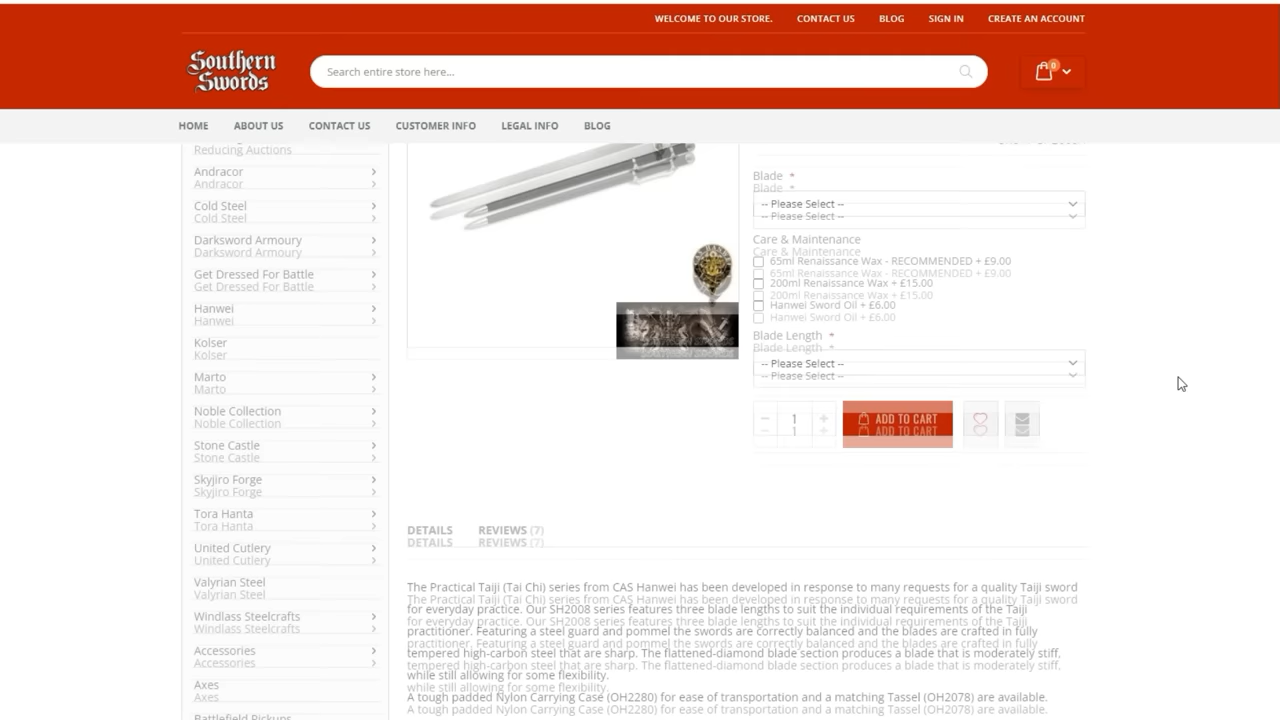 WELCOME TO OUR STORE. CONTACT US BLOG SIGN IN CREATE AN ACCOUNT
Southern
Swords
Search entire store here...
0
HOME ABOUT US CONTACT US CUSTOMER INFO LEGAL INFO BLOG
Reducing Auctions
Andracor
Andracor
Cold Steel
Cold Steel
Darksword Armoury
Darksword Armoury
Get Dressed For Battle
Get Dressed For Battle
Hanwei
Hanwei
Kolser
Kolser
Marto
Marto
Noble Collection
Noble Collection
Stone Castle
Stone Castle
Skyjiro Forge
Skyjiro Forge
Tora Hanta
Tora Hanta
United Cutlery
United Cutlery
Valyrian Steel
Valyrian Steel
Windlass Steelcrafts
Windlass Steelcrafts
Accessories
Accessories
Axes
Axes
Battlefield Pickups
Blade *
Blade *
-- Please Select --
-- Please Select --
Care & Maintenance
Care & Maintenance
65ml Renaissance Wax - RECOMMENDED + £9.00
65ml Renaissance Wax - RECOMMENDED + £9.00
200ml Renaissance Wax + £15.00
200ml Renaissance Wax + £15.00
Hanwei Sword Oil + £6.00
Hanwei Sword Oil + £6.00
Blade Length *
Blade Length *
-- Please Select --
-- Please Select --
− 1 + ADD TO CART
− 1 + ADD TO CART
DETAILS REVIEWS (7)
DETAILS REVIEWS (7)
The Practical Taiji (Tai Chi) series from CAS Hanwei has been developed in response to many requests for a quality Taiji sword
The Practical Taiji (Tai Chi) series from CAS Hanwei has been developed in response to many requests for a quality Taiji sword
for everyday practice. Our SH2008 series features three blade lengths to suit the individual requirements of the Taiji
for everyday practice. Our SH2008 series features three blade lengths to suit the individual requirements of the Taiji
practitioner. Featuring a steel guard and pommel the swords are correctly balanced and the blades are crafted in fully
practitioner. Featuring a steel guard and pommel the swords are correctly balanced and the blades are crafted in fully
tempered high-carbon steel that are sharp. The flattened-diamond blade section produces a blade that is moderately stiff,
tempered high-carbon steel that are sharp. The flattened-diamond blade section produces a blade that is moderately stiff,
while still allowing for some flexibility.
while still allowing for some flexibility.
A tough padded Nylon Carrying Case (OH2280) for ease of transportation and a matching Tassel (OH2078) are available.
A tough padded Nylon Carrying Case (OH2280) for ease of transportation and a matching Tassel (OH2078) are available.